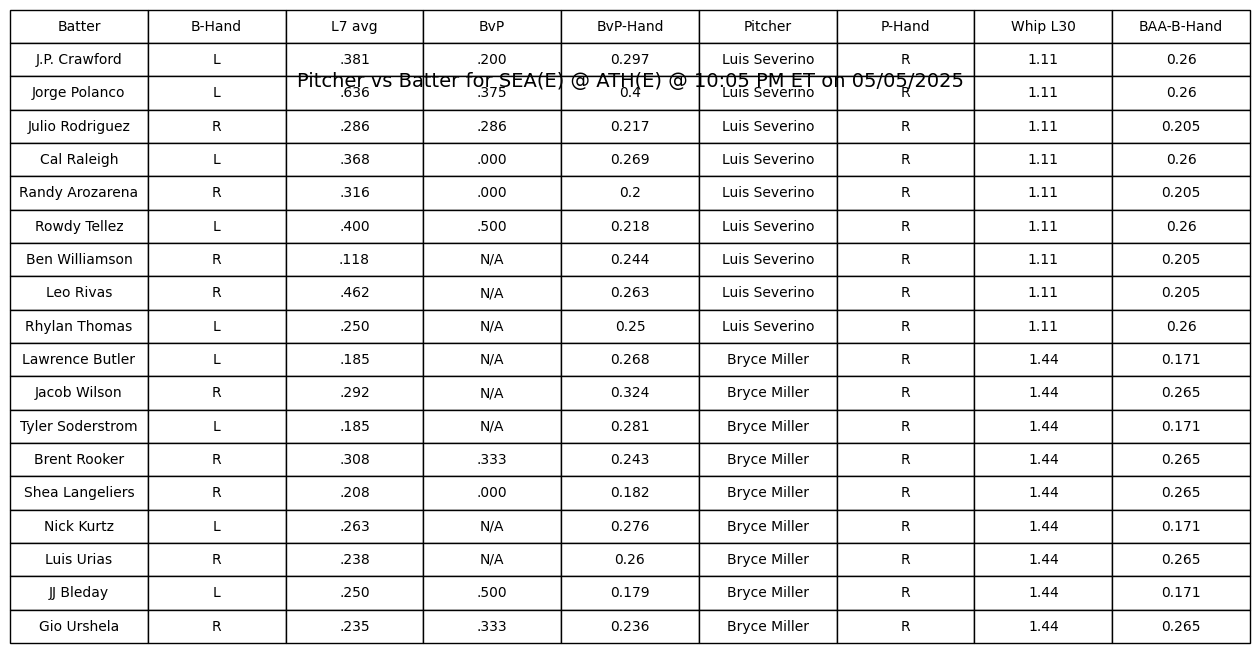 Batter B-Hand L7 avg BvP BvP-Hand Pitcher P-Hand Whip L30 BAA-B-Hand
J.P. Crawford L .381 .200 0.297 Luis Severino R 1.11 0.26
Pitcher vs Batter for SEA(E) @ ATH(E) @ 10:05 PM ET on 05/05/2025
Jorge Polanco L .636 .375 0.4 Luis Severino R 1.11 0.26
Julio Rodriguez R .286 .286 0.217 Luis Severino R 1.11 0.205
Cal Raleigh L .368 .000 0.269 Luis Severino R 1.11 0.26
Randy Arozarena R .316 .000 0.2 Luis Severino R 1.11 0.205
Rowdy Tellez L .400 .500 0.218 Luis Severino R 1.11 0.26
Ben Williamson R .118 N/A 0.244 Luis Severino R 1.11 0.205
Leo Rivas R .462 N/A 0.263 Luis Severino R 1.11 0.205
Rhylan Thomas L .250 N/A 0.25 Luis Severino R 1.11 0.26
Lawrence Butler L .185 N/A 0.268 Bryce Miller R 1.44 0.171
Jacob Wilson R .292 N/A 0.324 Bryce Miller R 1.44 0.265
Tyler Soderstrom L .185 N/A 0.281 Bryce Miller R 1.44 0.171
Brent Rooker R .308 .333 0.243 Bryce Miller R 1.44 0.265
Shea Langeliers R .208 .000 0.182 Bryce Miller R 1.44 0.265
Nick Kurtz L .263 N/A 0.276 Bryce Miller R 1.44 0.171
Luis Urias R .238 N/A 0.26 Bryce Miller R 1.44 0.265
JJ Bleday L .250 .500 0.179 Bryce Miller R 1.44 0.171
Gio Urshela R .235 .333 0.236 Bryce Miller R 1.44 0.265